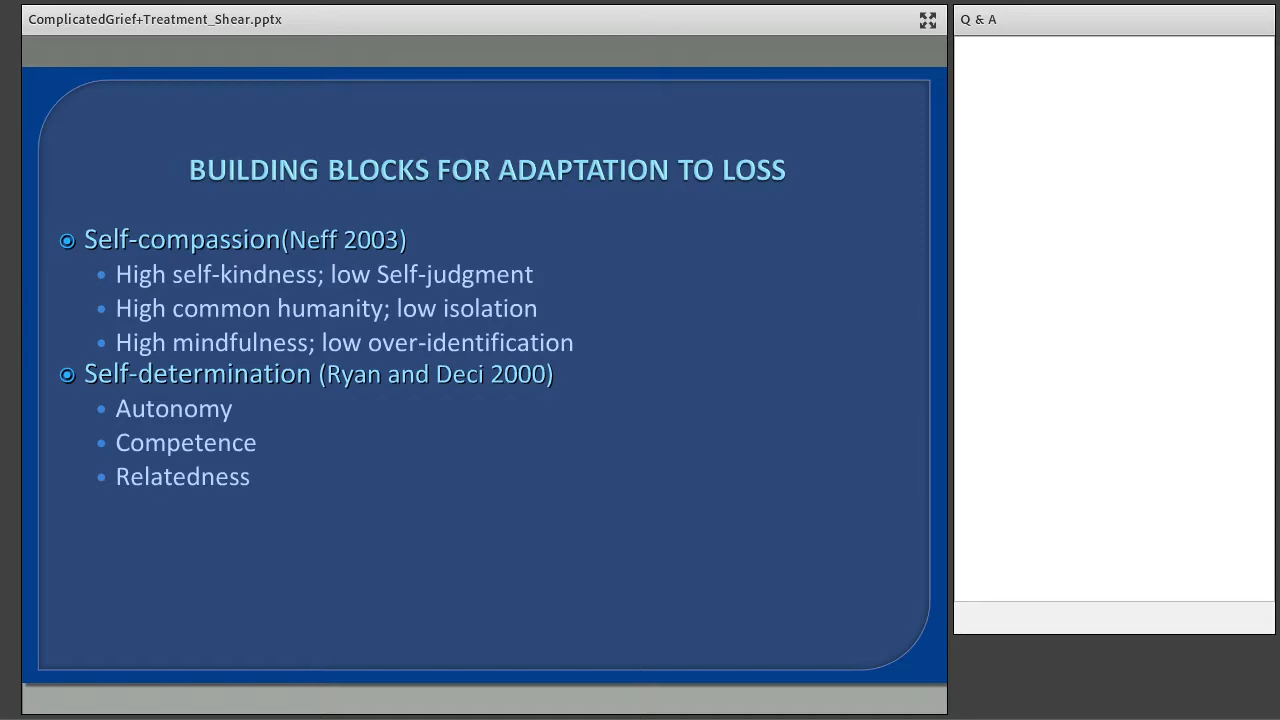 ComplicatedGrief+Treatment_Shear.pptx
Q & A
BUILDING BLOCKS FOR ADAPTATION TO LOSS
Self-compassion(Neff 2003)
High self-kindness; low Self-judgment
High common humanity; low isolation
High mindfulness; low over-identification
Self-determination (Ryan and Deci 2000)
Autonomy
Competence
Relatedness